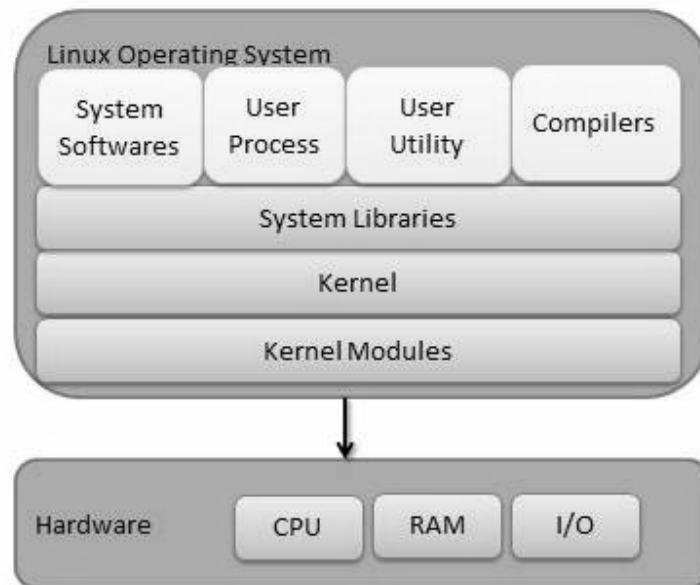 Linux Operating System
System
Softwares
User
Process
User
Utility
Compilers
System Libraries
Kernel
Kernel Modules
Hardware
CPU
RAM
I/O